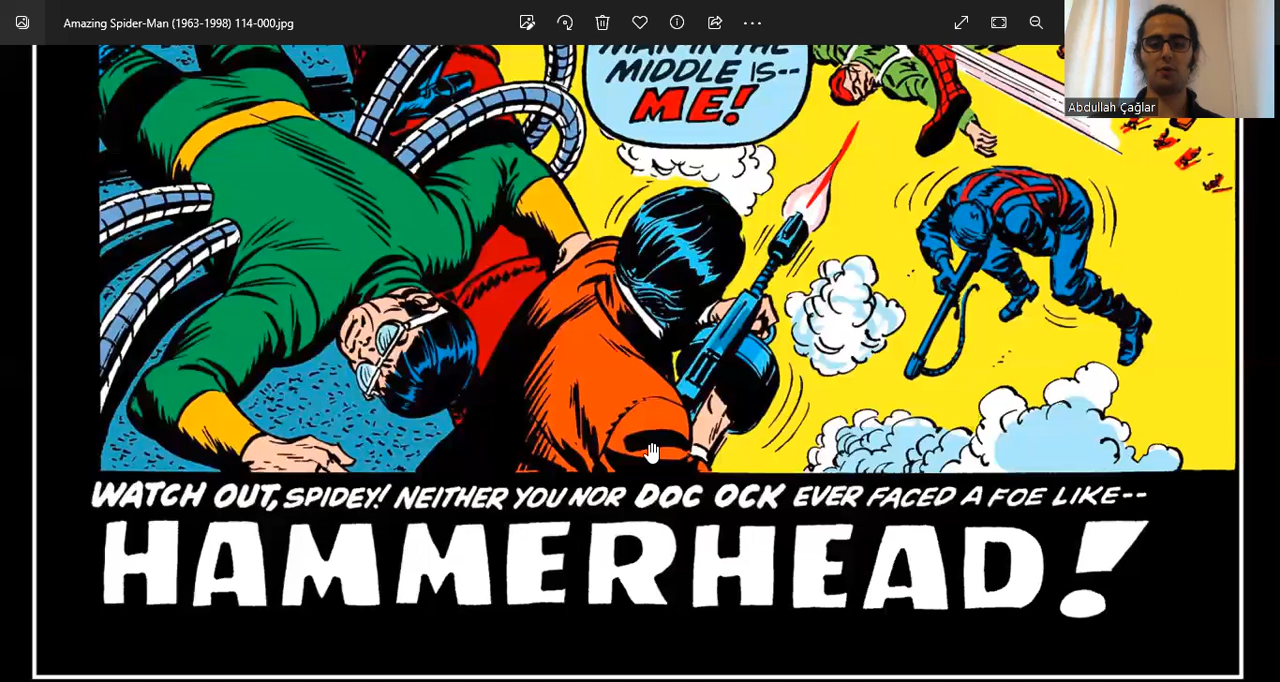 Amazing Spider-Man (1963-1998) 114-000.jpg
Abdullah Çağlar
MAN IN THE
MIDDLE IS--
ME!
WATCH OUT, SPIDEY! NEITHER YOU NOR DOC OCK EVER FACED A FOE LIKE--
HAMMERHEAD!